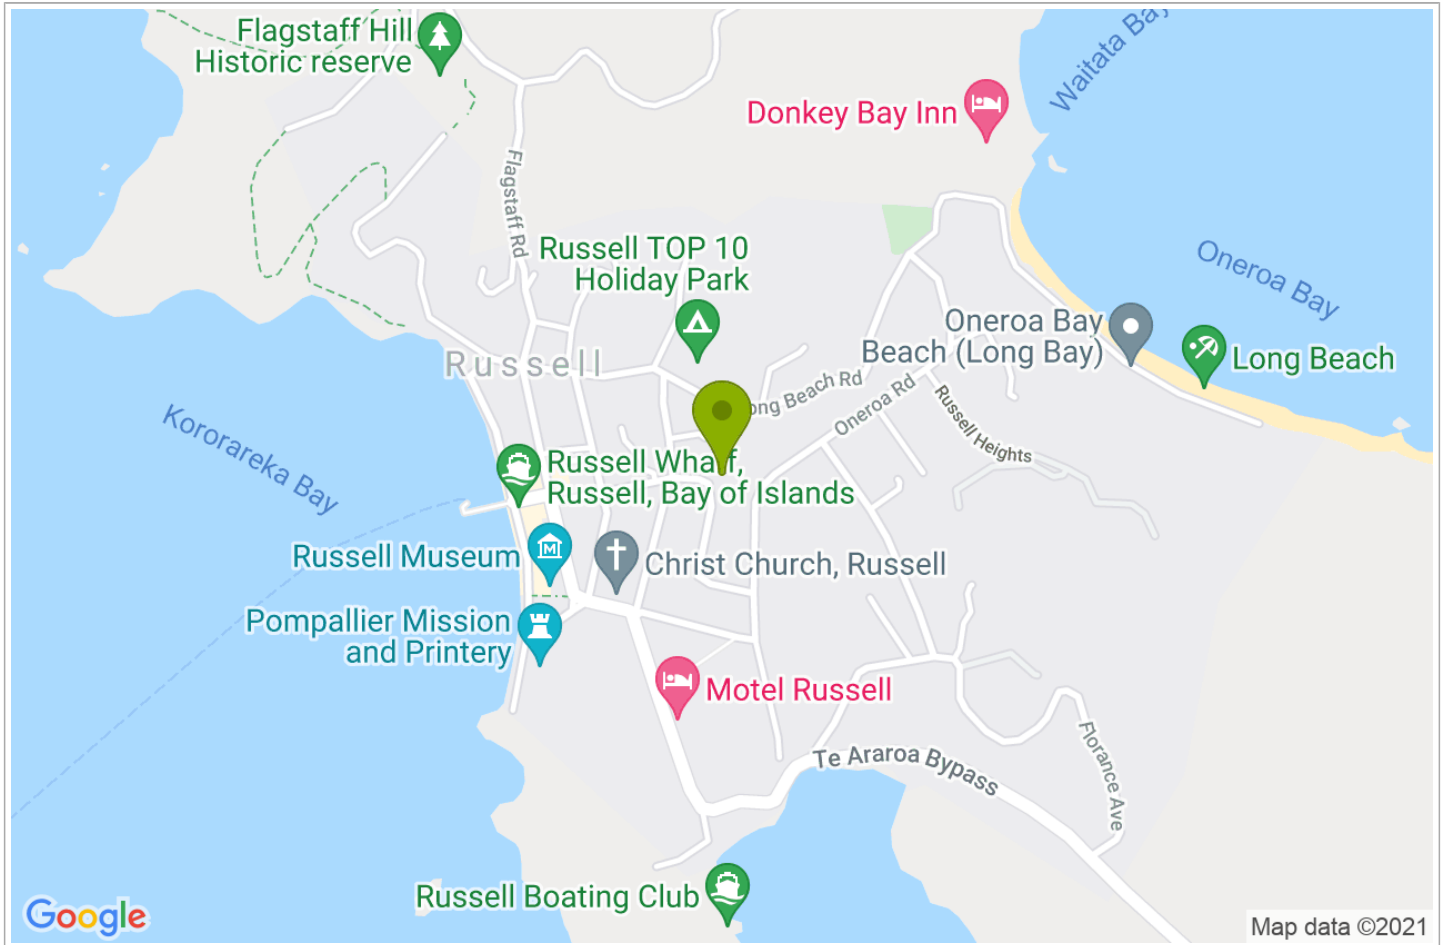 Flagstaff Hill
Historic reserve
Waitata Bay
Donkey Bay Inn
Flagstaff Rd
Russell TOP 10
Holiday Park
Oneroa Bay
Oneroa Bay
Beach (Long Bay)
Long Beach
Russell
ong Beach Rd
Oneroa Rd
Russell Heights
Kororareka Bay
Russell Wharf,
Russell, Bay of Islands
Russell Museum
Christ Church, Russell
Pompallier Mission
and Printery
Motel Russell
Te Araroa Bypass
Florance Ave
Russell Boating Club
Google
Map data ©2021